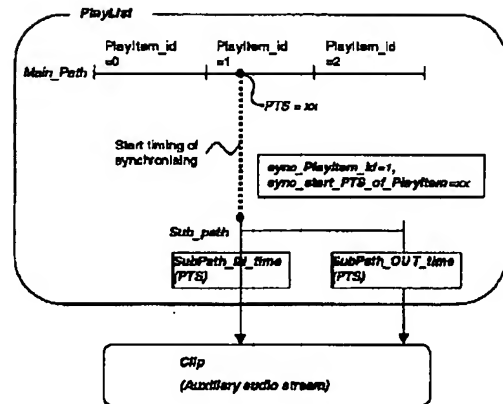 PlayList
PlayItem_id
=0
PlayItem_id
=1
PlayItem_id
=2
Main_Path
PTS = xx
Start timing of
synchronising
sync_PlayItem_id=1,
sync_start_PTS_of_PlayItem=xx
Sub_path
SubPath_IN_time
(PTS)
SubPath_OUT_time
(PTS)
Clip
(Auxiliary audio stream)